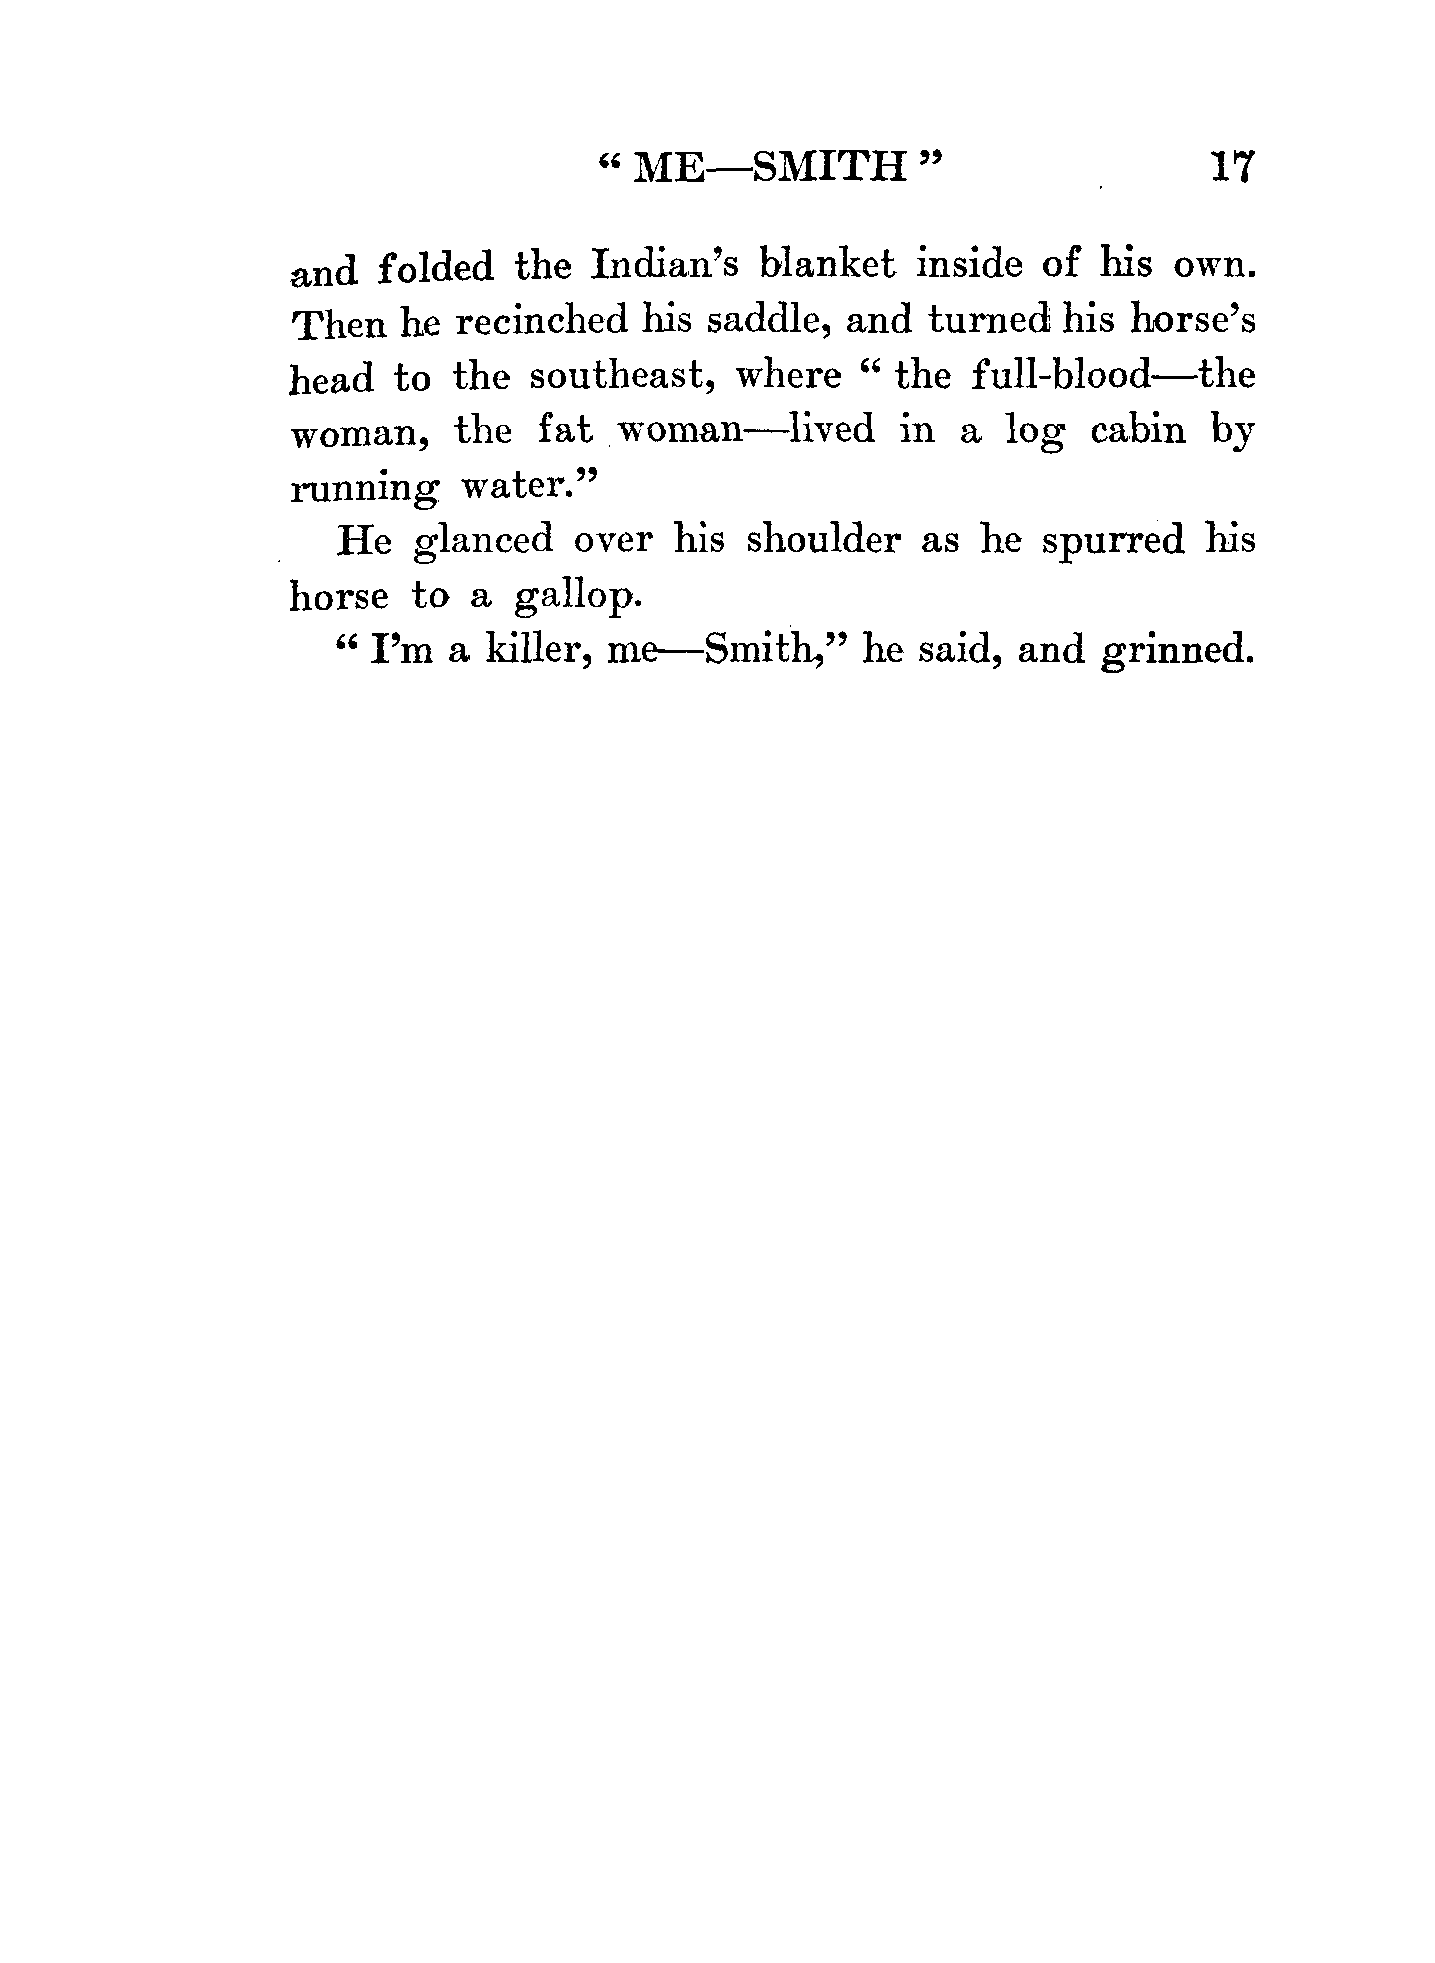 “ ME—SMITH ” 17
and folded the Indian’s blanket inside of his own.
Then he recinched his saddle, and turned his horse’s
head to the southeast, where “ the full-blood—the
woman, the fat woman—lived in a log cabin by
running water.”
He glanced over his shoulder as he spurred his
horse to a gallop.
“ I’m a killer, me—Smith,” he said, and grinned.